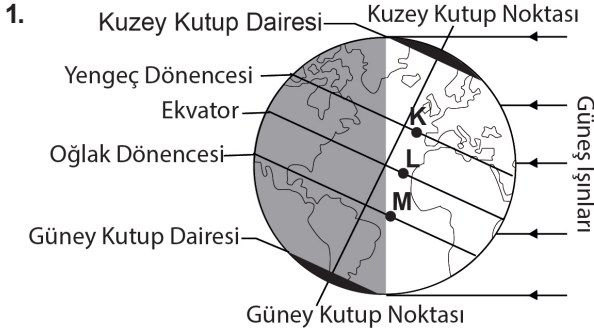 1.
Kuzey Kutup Dairesi
Kuzey Kutup Noktası
Yengeç Dönencesi
Ekvator
Oğlak Dönencesi
Güney Kutup Dairesi
Güney Kutup Noktası
K
L
M
Güneş Işınları